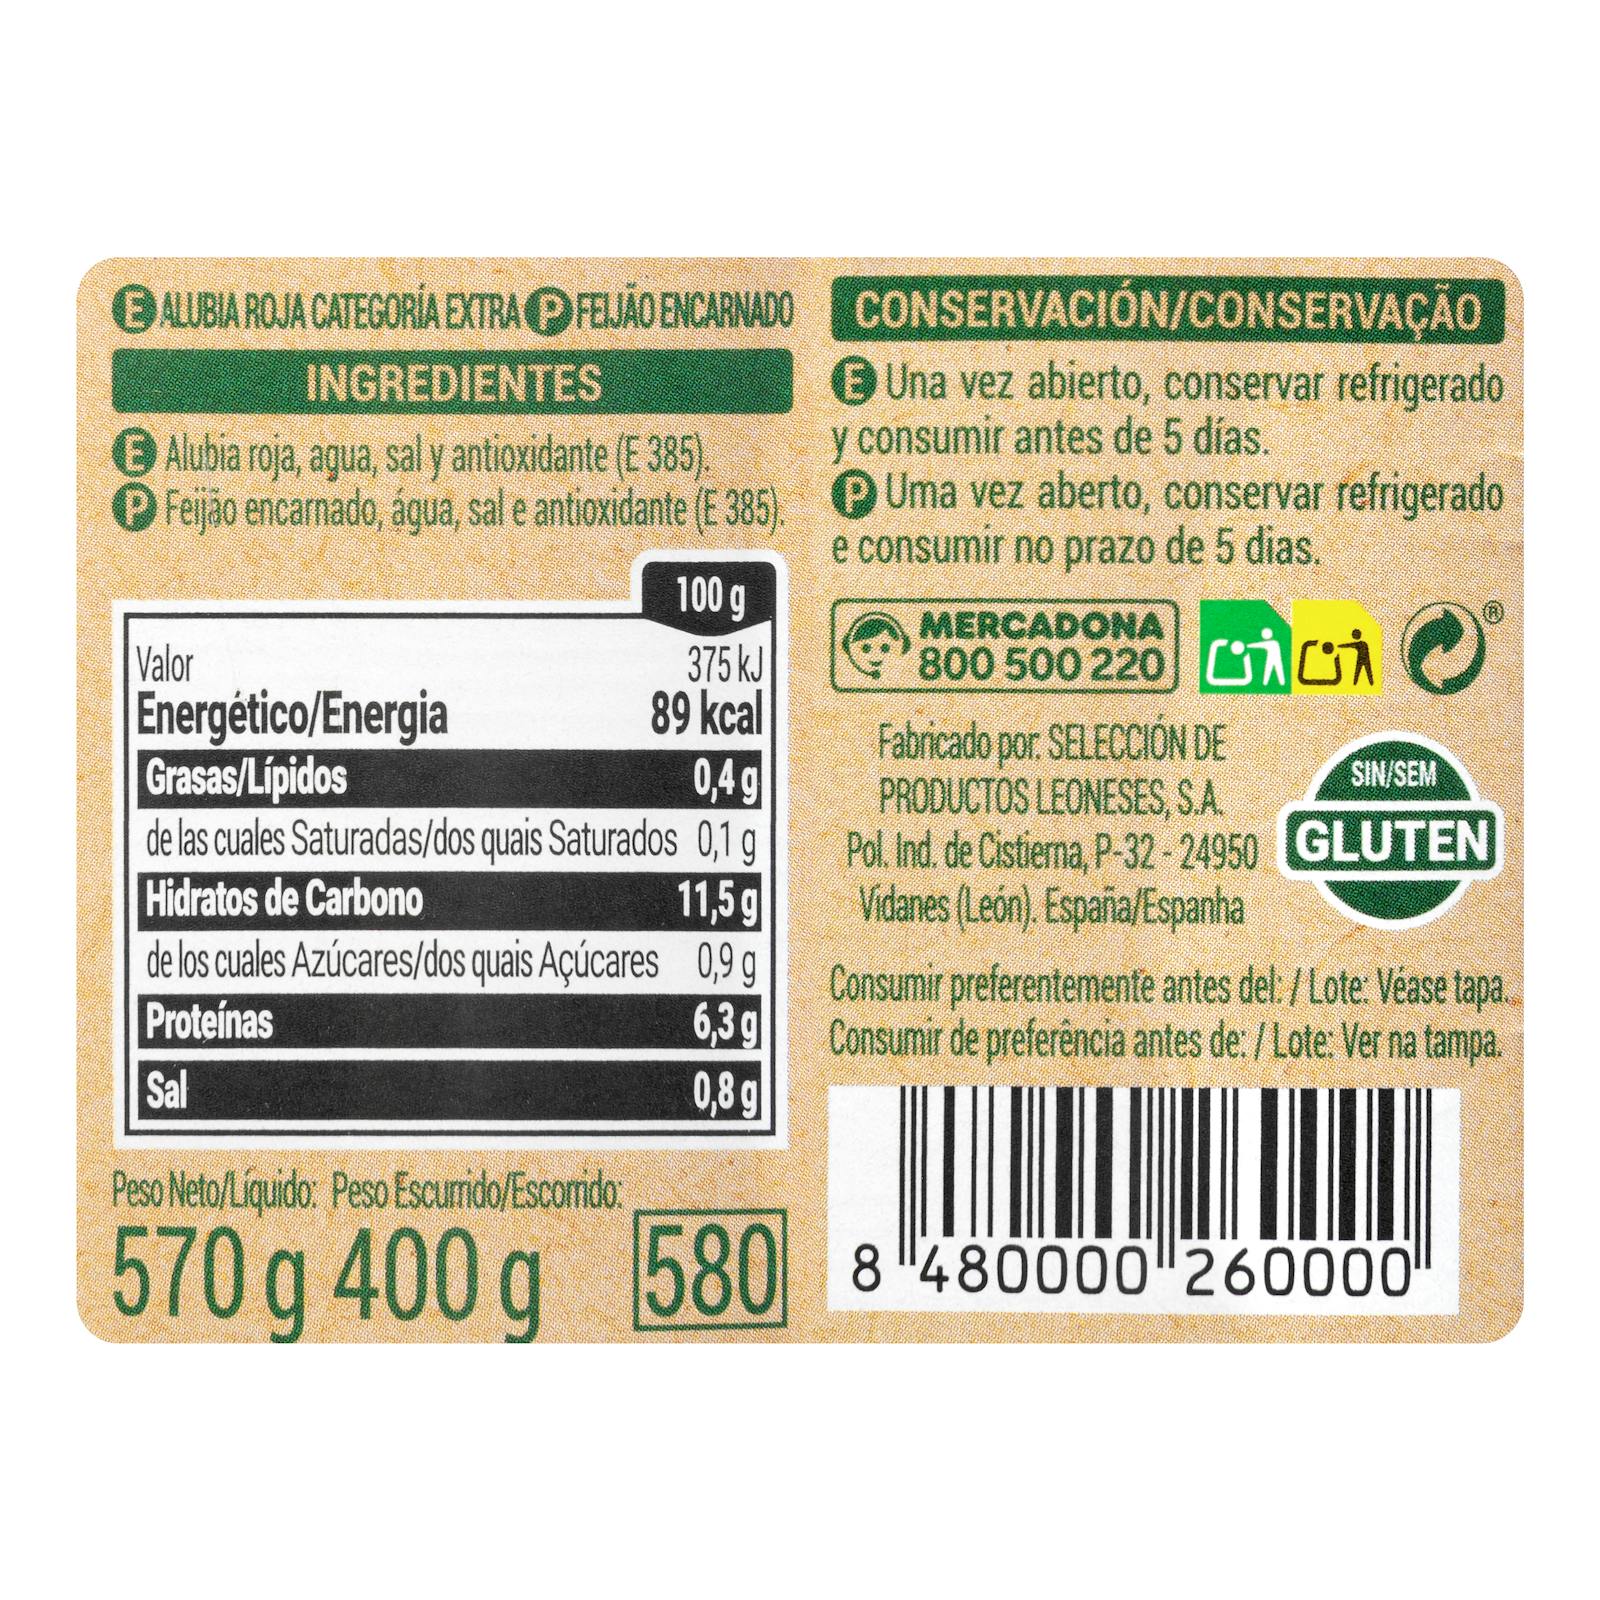 E ALUBIA ROJA CATEGORÍA EXTRA P FEIJÃO ENCARNADO
INGREDIENTES
E Alubia roja, agua, sal y antioxidante (E 385).
P Feijão encarnado, água, sal e antioxidante (E 385).
100 g
Valor 375 kJ
Energético/Energia 89 kcal
Grasas/Lípidos 0,4 g
de las cuales Saturadas/dos quais Saturados 0,1 g
Hidratos de Carbono 11,5 g
de los cuales Azúcares/dos quais Açúcares 0,9 g
Proteínas 6,3 g
Sal 0,8 g
Peso Neto/Líquido: Peso Escurrido/Escorrido:
570 g 400 g 580
CONSERVACIÓN/CONSERVAÇÃO
E Una vez abierto, conservar refrigerado
y consumir antes de 5 días.
P Uma vez aberto, conservar refrigerado
e consumir no prazo de 5 dias.
MERCADONA
800 500 220
®
Fabricado por: SELECCIÓN DE
PRODUCTOS LEONESES, S.A.
Pol. Ind. de Cistierna, P-32 - 24950
Vidanes (León). España/Espanha
SIN/SEM
GLUTEN
Consumir preferentemente antes del: / Lote: Véase tapa.
Consumir de preferência antes de: / Lote: Ver na tampa.
8 480000 260000